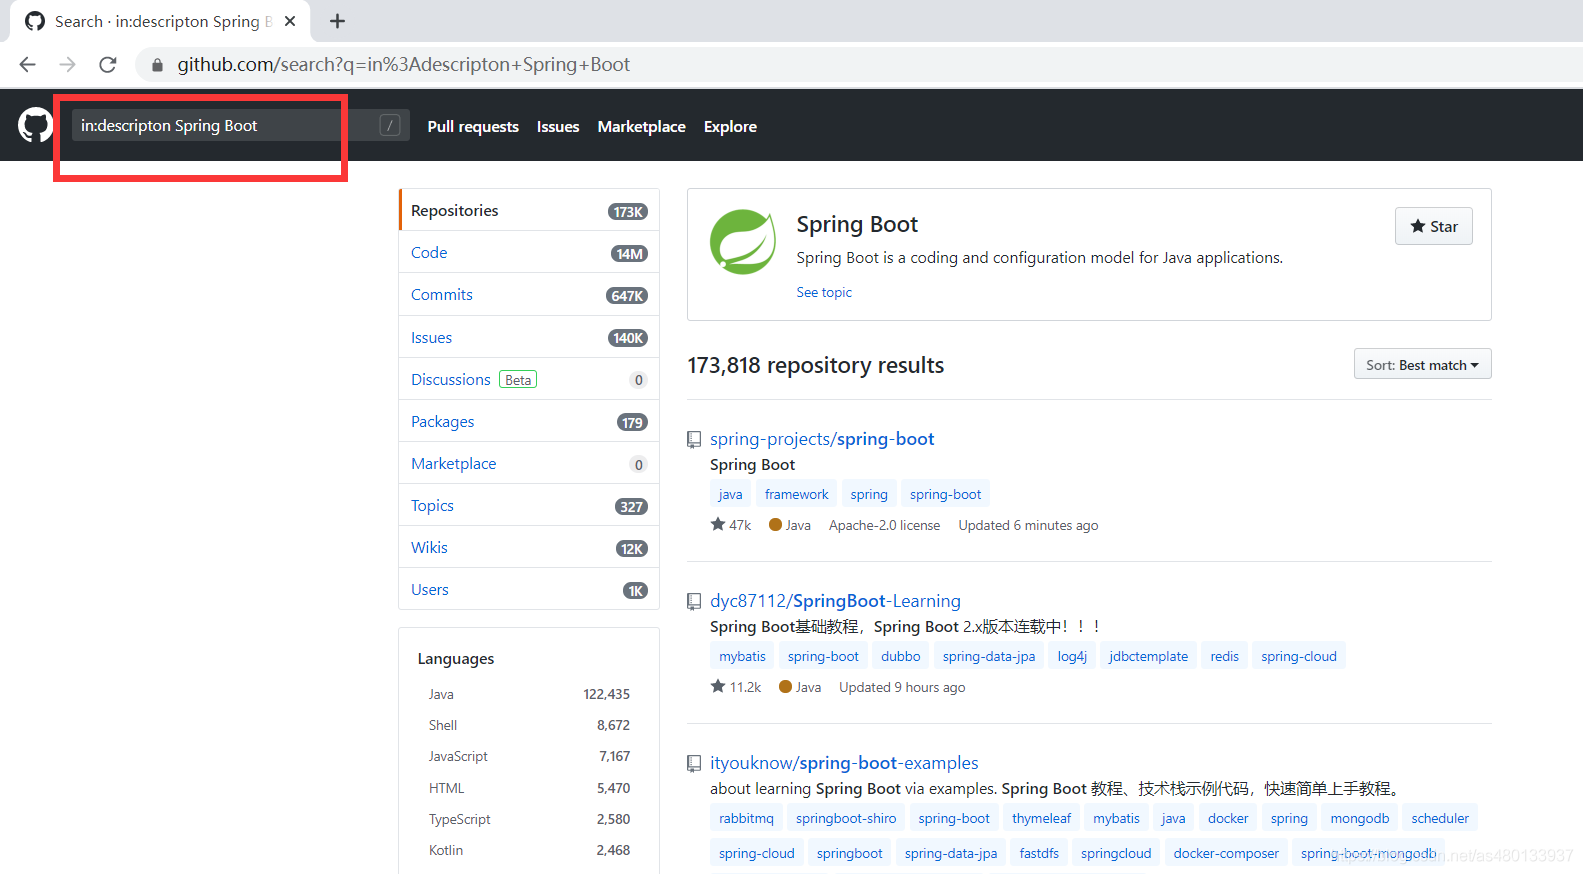 Search · in:descripton Spring B
github.com/search?q=in%3Adescripton+Spring+Boot
in:descripton Spring Boot
/
Pull requests Issues Marketplace Explore
Repositories 173K
Code 14M
Commits 647K
Issues 140K
Discussions Beta 0
Packages 179
Marketplace 0
Topics 327
Wikis 12K
Users 1K
Languages
Java 122,435
Shell 8,672
JavaScript 7,167
HTML 5,470
TypeScript 2,580
Kotlin 2,468
Spring Boot
Star
Spring Boot is a coding and configuration model for Java applications.
See topic
173,818 repository results
Sort: Best match
spring-projects/spring-boot
Spring Boot
java framework spring spring-boot
47k Java Apache-2.0 license Updated 6 minutes ago
dyc87112/SpringBoot-Learning
Spring Boot基础教程，Spring Boot 2.x版本连载中！！！
mybatis spring-boot dubbo spring-data-jpa log4j jdbctemplate redis spring-cloud
11.2k Java Updated 9 hours ago
ityouknow/spring-boot-examples
about learning Spring Boot via examples. Spring Boot 教程、技术栈示例代码，快速简单上手教程。
rabbitmq springboot-shiro spring-boot thymeleaf mybatis java docker spring mongodb scheduler
spring-cloud springboot spring-data-jpa fastdfs springcloud docker-composer spring-boot-mongodb